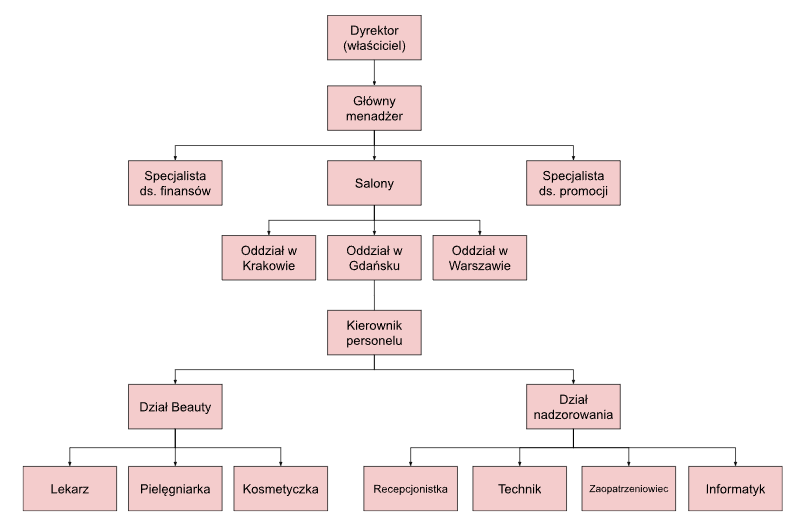 Dyrektor
(właściciel)
Główny
menadżer
Specjalista
ds. finansów
Salony
Specjalista
ds. promocji
Oddział w
Krakowie
Oddział w
Gdańsku
Oddział w
Warszawie
Kierownik
personelu
Dział Beauty
Dział
nadzorowania
Lekarz
Pielęgniarka
Kosmetyczka
Recepcjonistka
Technik
Zaopatrzeniowiec
Informatyk